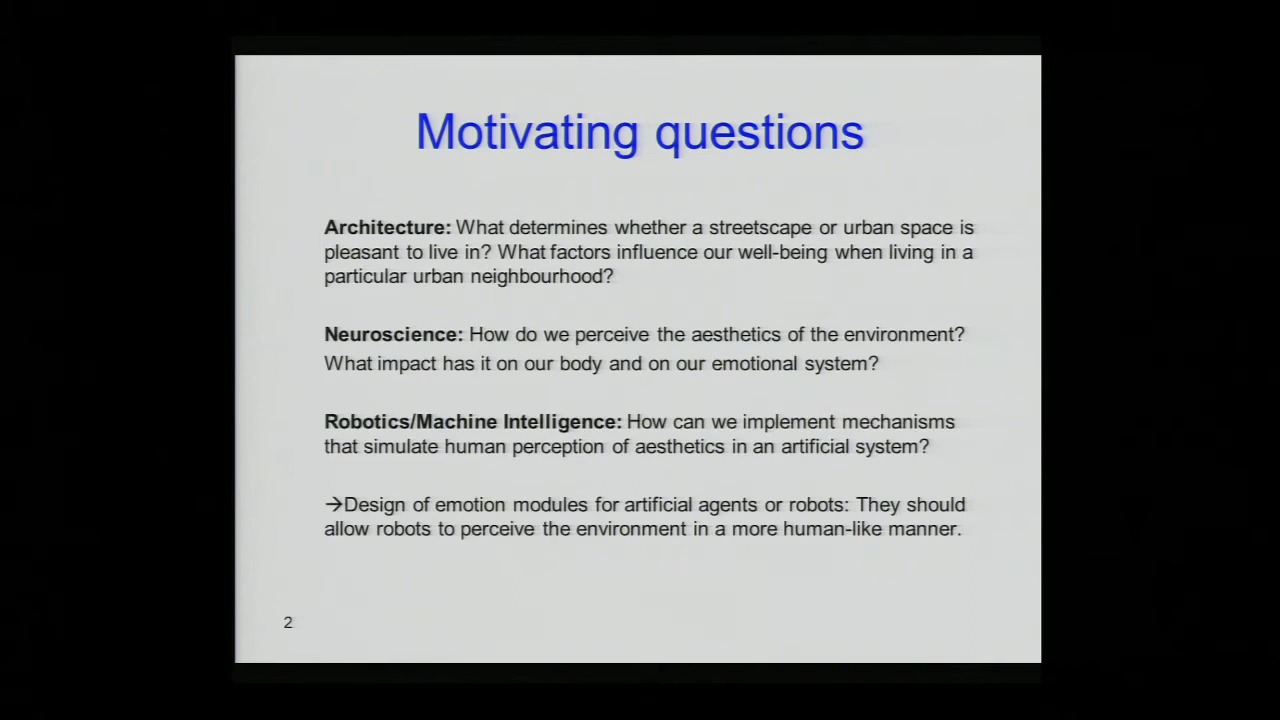 Motivating questions
Architecture: What determines whether a streetscape or urban space is
pleasant to live in? What factors influence our well-being when living in a
particular urban neighbourhood?
Neuroscience: How do we perceive the aesthetics of the environment?
What impact has it on our body and on our emotional system?
Robotics/Machine Intelligence: How can we implement mechanisms
that simulate human perception of aesthetics in an artificial system?
→Design of emotion modules for artificial agents or robots: They should
allow robots to perceive the environment in a more human-like manner.
2